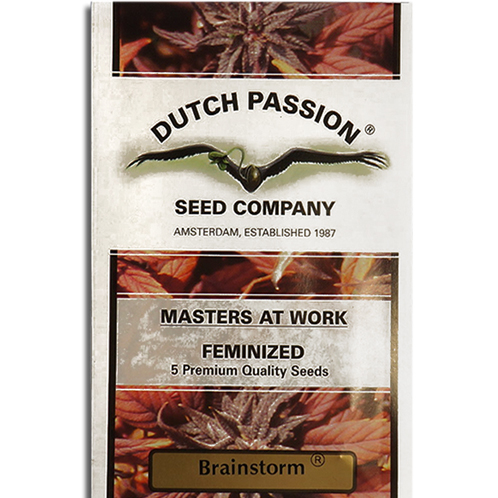 DUTCH PASSION®
SEED COMPANY
AMSTERDAM, ESTABLISHED 1987
MASTERS AT WORK
FEMINIZED
5 Premium Quality Seeds
Brainstorm®